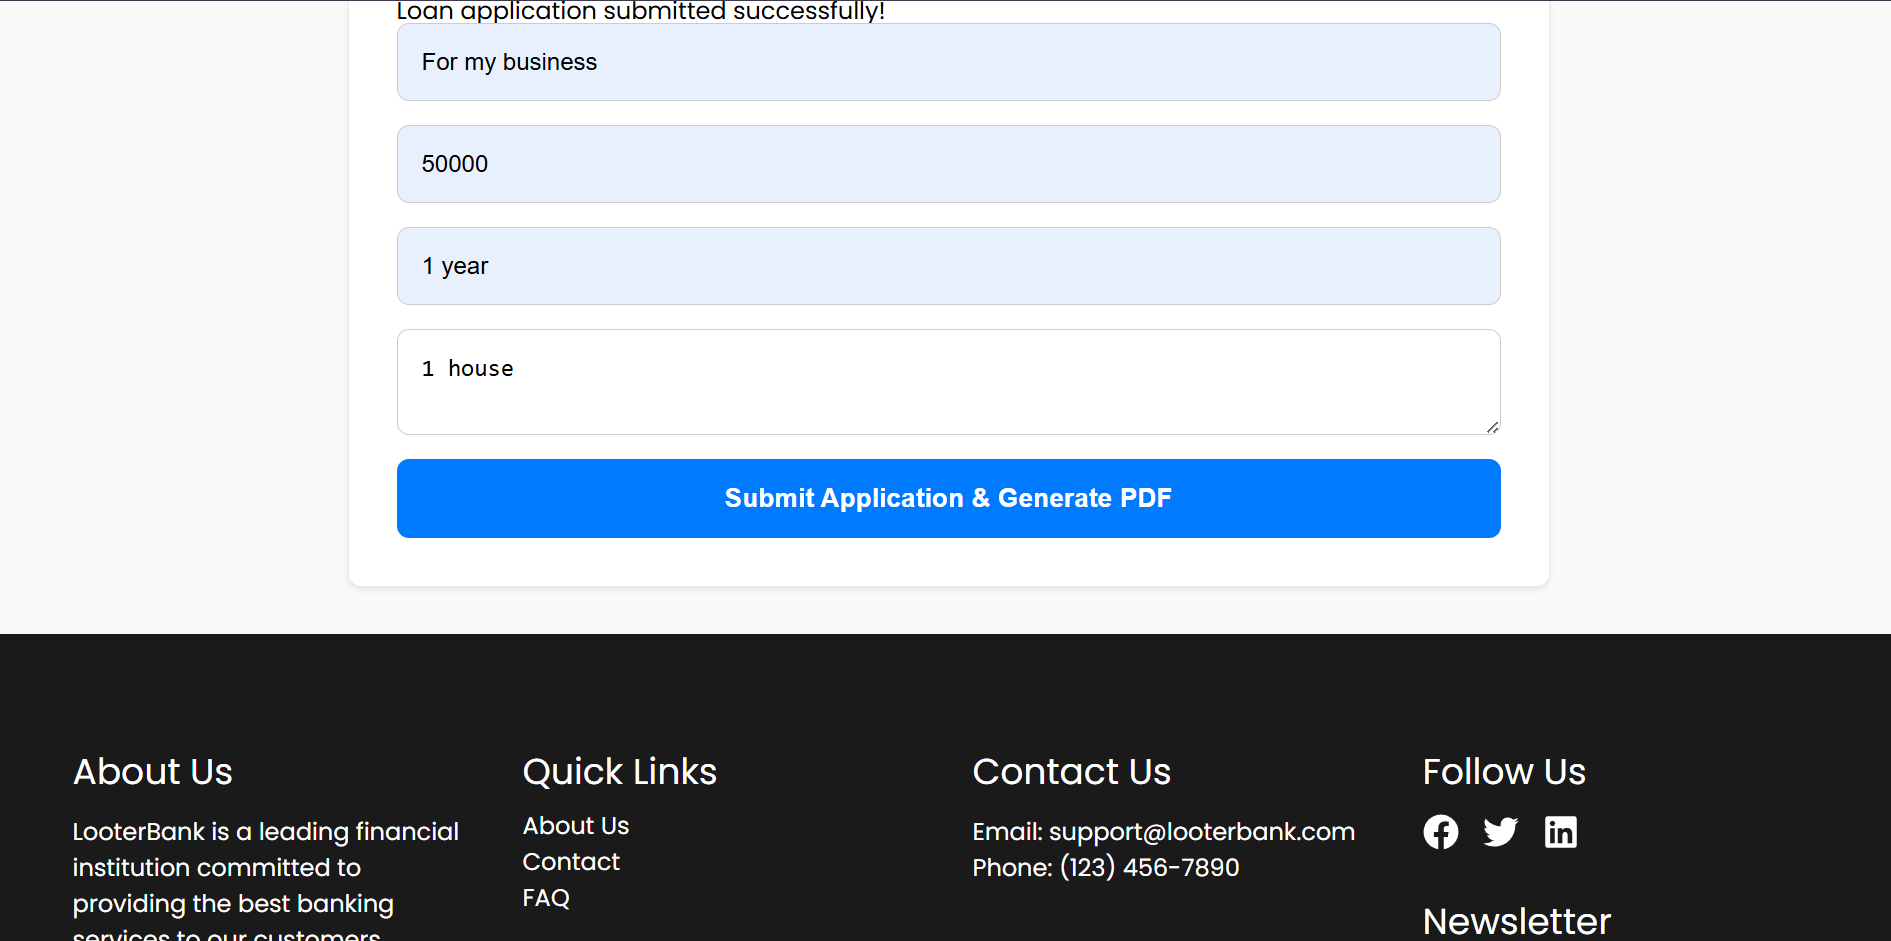 Loan application submitted successfully!
For my business
50000
1 year
1 house
Submit Application & Generate PDF
About Us
LooterBank is a leading financial
institution committed to
providing the best banking
services to our customers
Quick Links
About Us
Contact
FAQ
Contact Us
Email: support@looterbank.com
Phone: (123) 456-7890
Follow Us
Newsletter